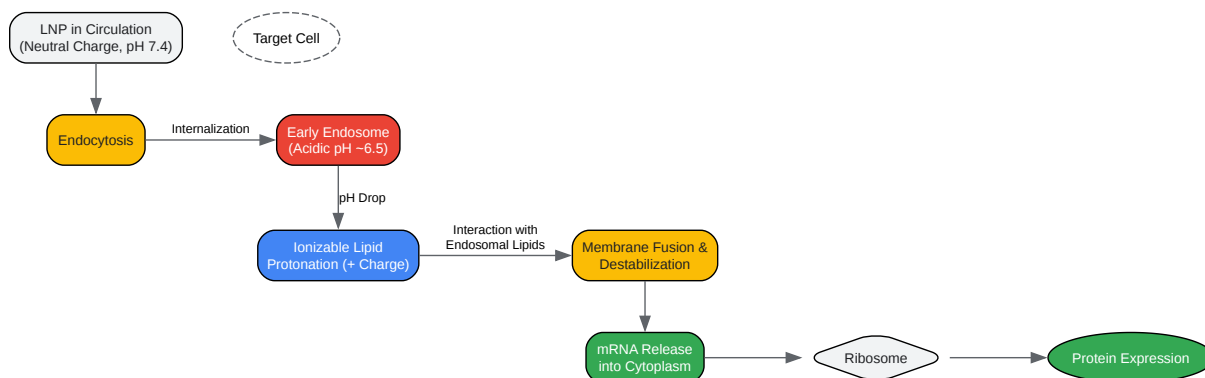 LNP in Circulation
(Neutral Charge, pH 7.4)
Target Cell
Endocytosis
Internalization
Early Endosome
(Acidic pH ~6.5)
pH Drop
Ionizable Lipid
Protonation (+ Charge)
Interaction with
Endosomal Lipids
Membrane Fusion &
Destabilization
mRNA Release
into Cytoplasm
Ribosome
Protein Expression